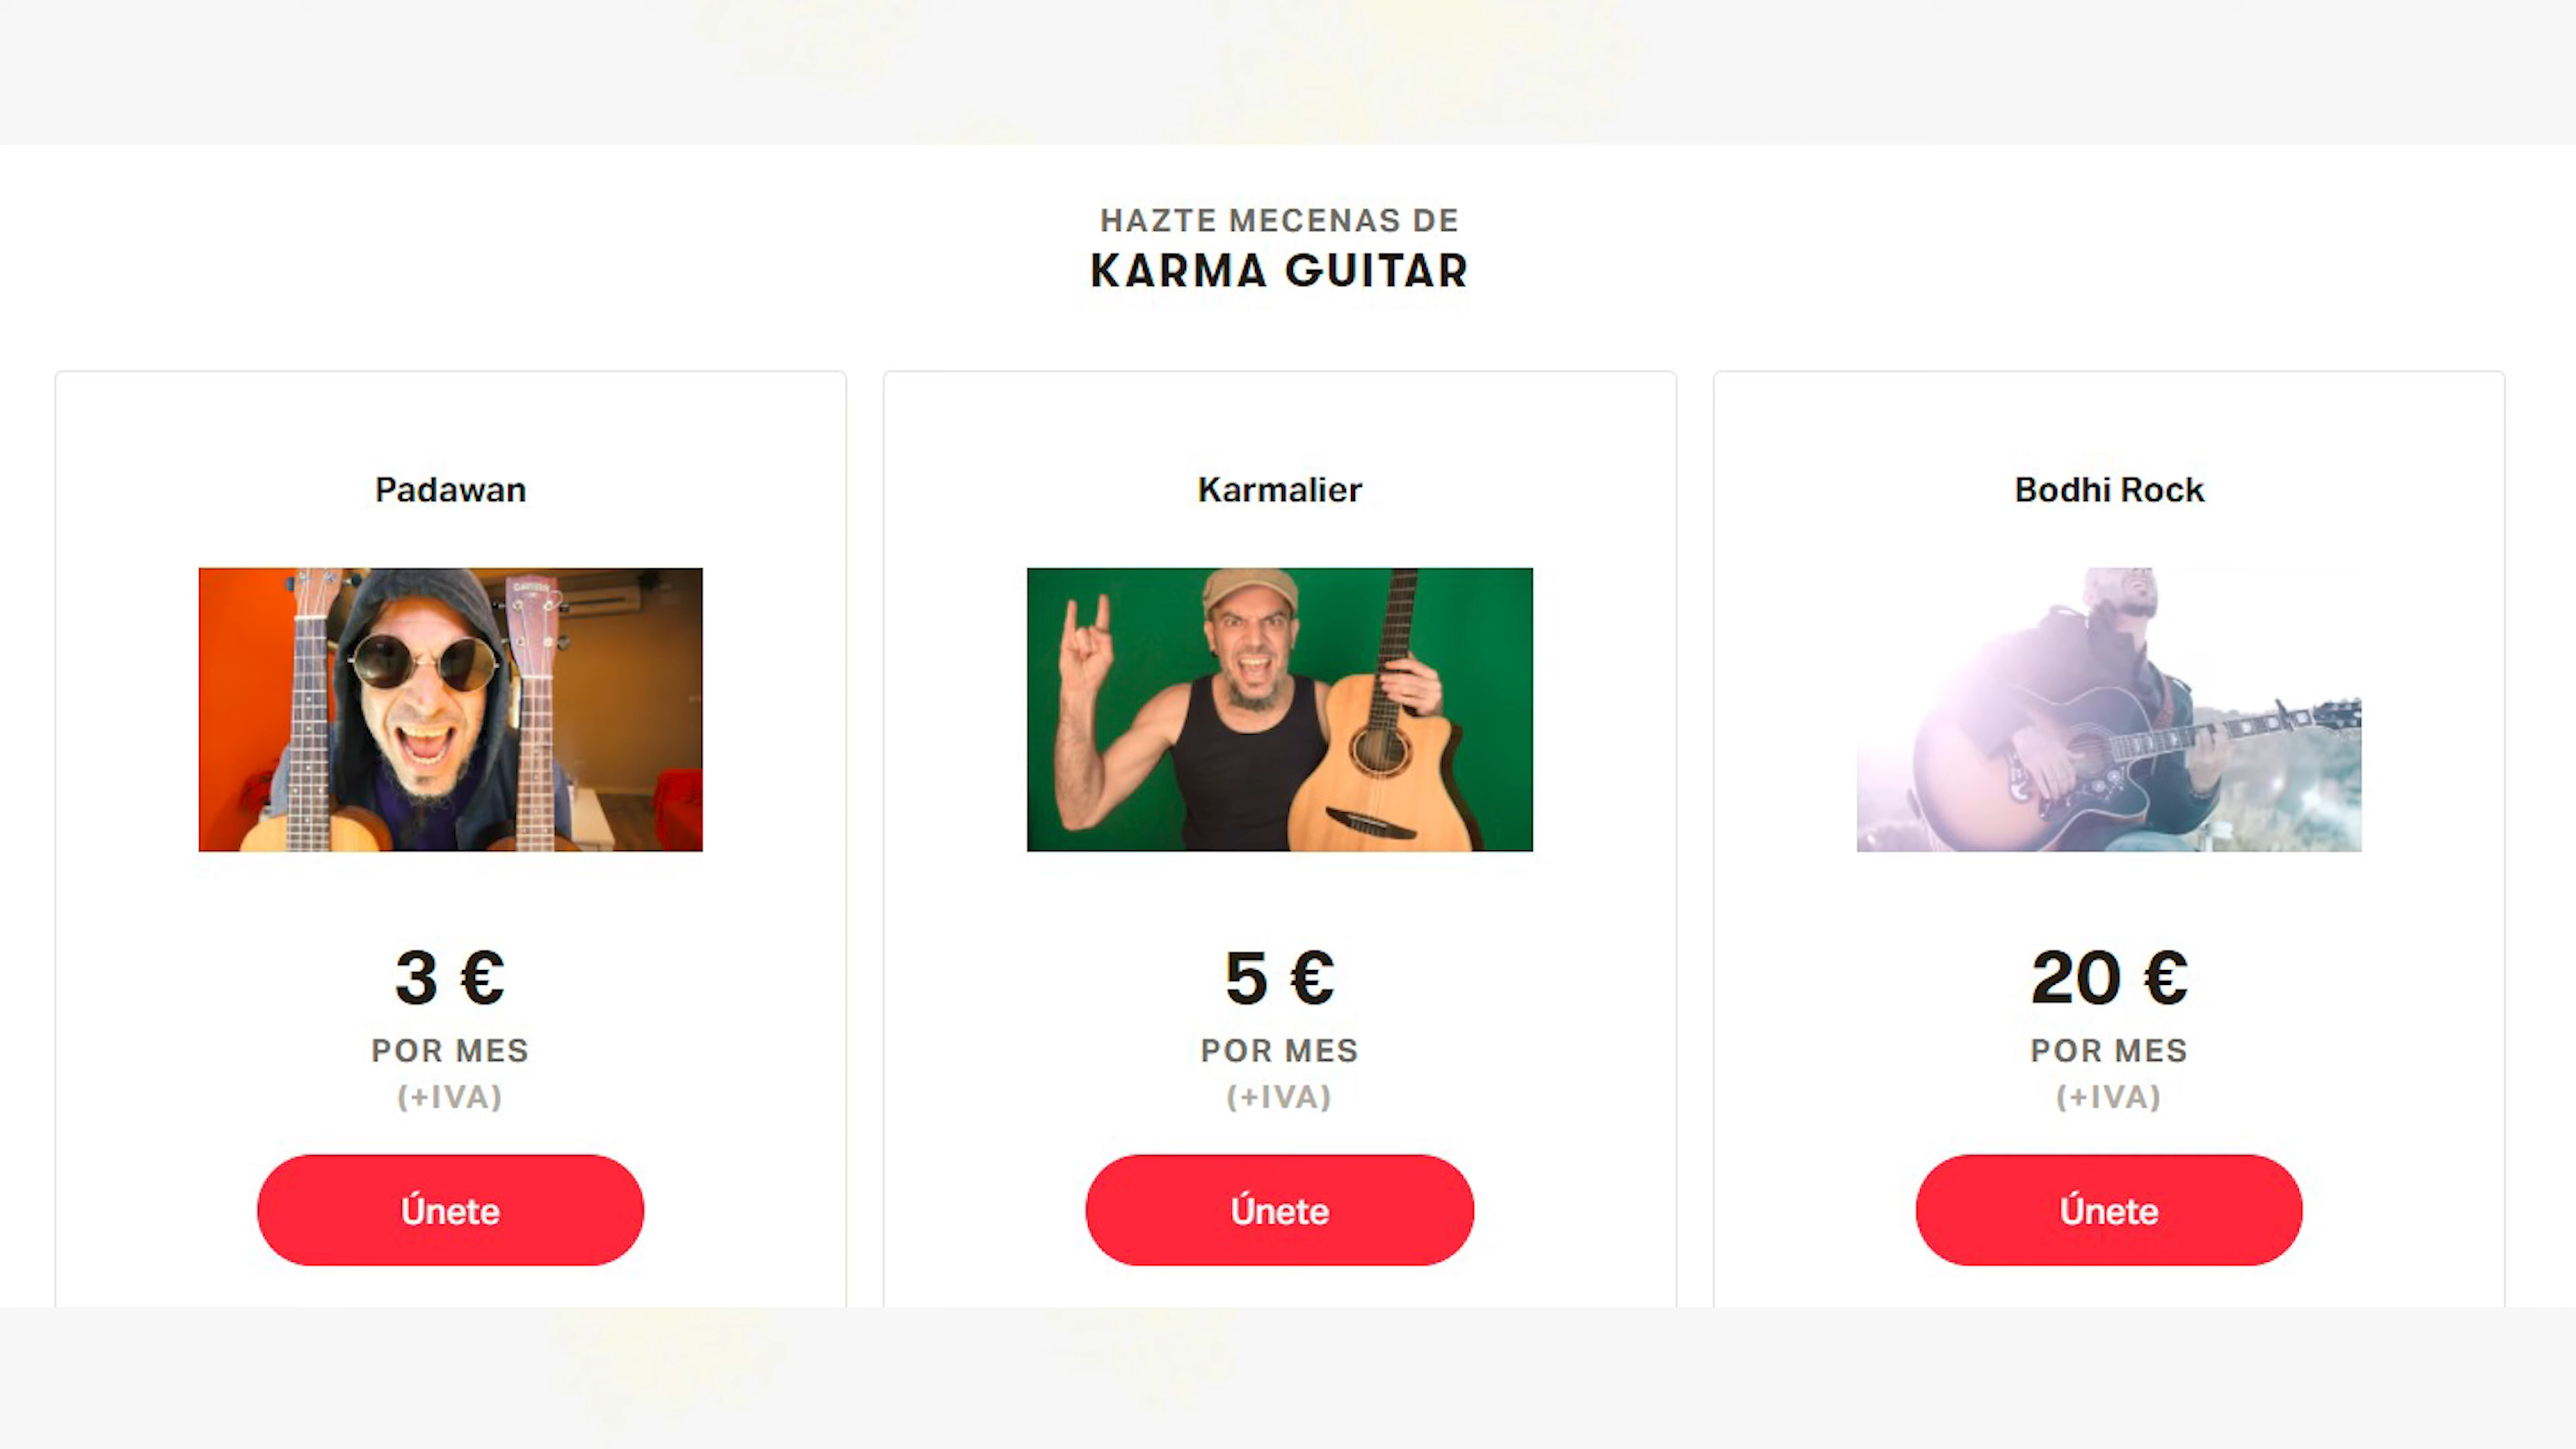 HAZTE MECENAS DE
KARMA GUITAR
Padawan
Karmalier
Bodhi Rock
3 €
POR MES
(+IVA)
Únete
5 €
POR MES
(+IVA)
Únete
20 €
POR MES
(+IVA)
Únete